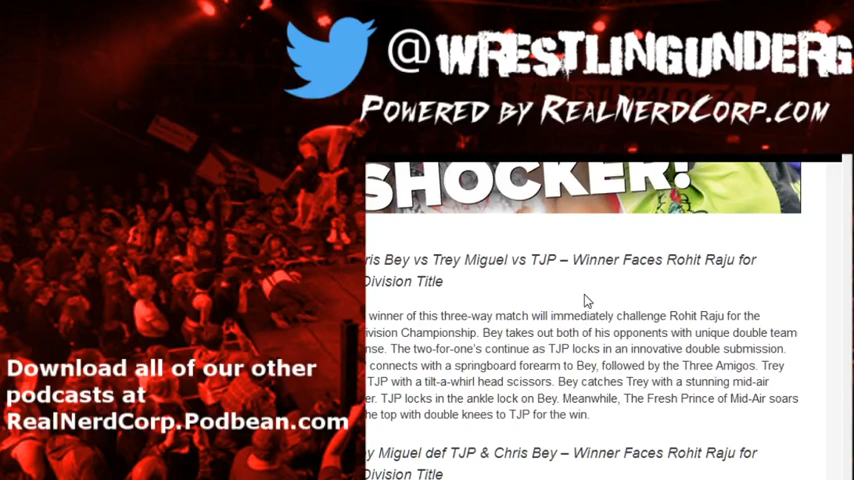 @WRESTLINGUNDERG
POWERED BY REALNERDCORP.COM
SHOCKER!
Bey vs Trey Miguel vs TJP – Winner Faces Rohit Raju for
Division Title
winner of this three-way match will immediately challenge Rohit Raju for the
Championship. Bey takes out both of his opponents with unique double team
The two-for-one's continue as TJP locks in an innovative double submission.
connects with a springboard forearm to Bey, followed by the Three Amigos. Trey
TJP with a tilt-a-whirl head scissors. Bey catches Trey with a stunning mid-air
TJP locks in the ankle lock on Bey. Meanwhile, The Fresh Prince of Mid-Air soars
the top with double knees to TJP for the win.
Miguel def TJP & Chris Bey – Winner Faces Rohit Raju for
Division Title
Download all of our other
podcasts at
RealNerdCorp.Podbean.com